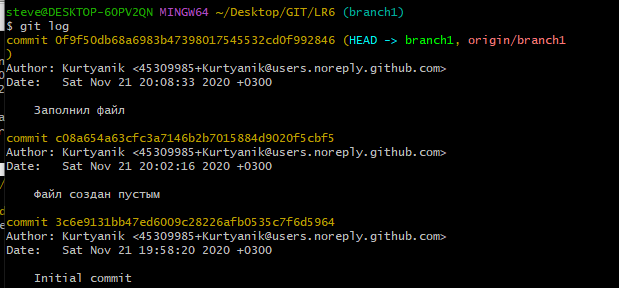 steve@DESKTOP-6OPV2QN MINGW64 ~/Desktop/GIT/LR6 (branch1)
$ git log
commit 0f9f50db68a6983b47398017545532cd0f992846 (HEAD -> branch1, origin/branch1
)
Author: Kurtyanik <45309985+Kurtyanik@users.noreply.github.com>
Date:   Sat Nov 21 20:08:33 2020 +0300
Заполнил файл
commit c08a654a63cfc3a7146b2b7015884d9020f5cbf5
Author: Kurtyanik <45309985+Kurtyanik@users.noreply.github.com>
Date:   Sat Nov 21 20:02:16 2020 +0300
Файл создан пустым
commit 3c6e9131bb47ed6009c28226afb0535c7f6d5964
Author: Kurtyanik <45309985+Kurtyanik@users.noreply.github.com>
Date:   Sat Nov 21 19:58:20 2020 +0300
Initial commit